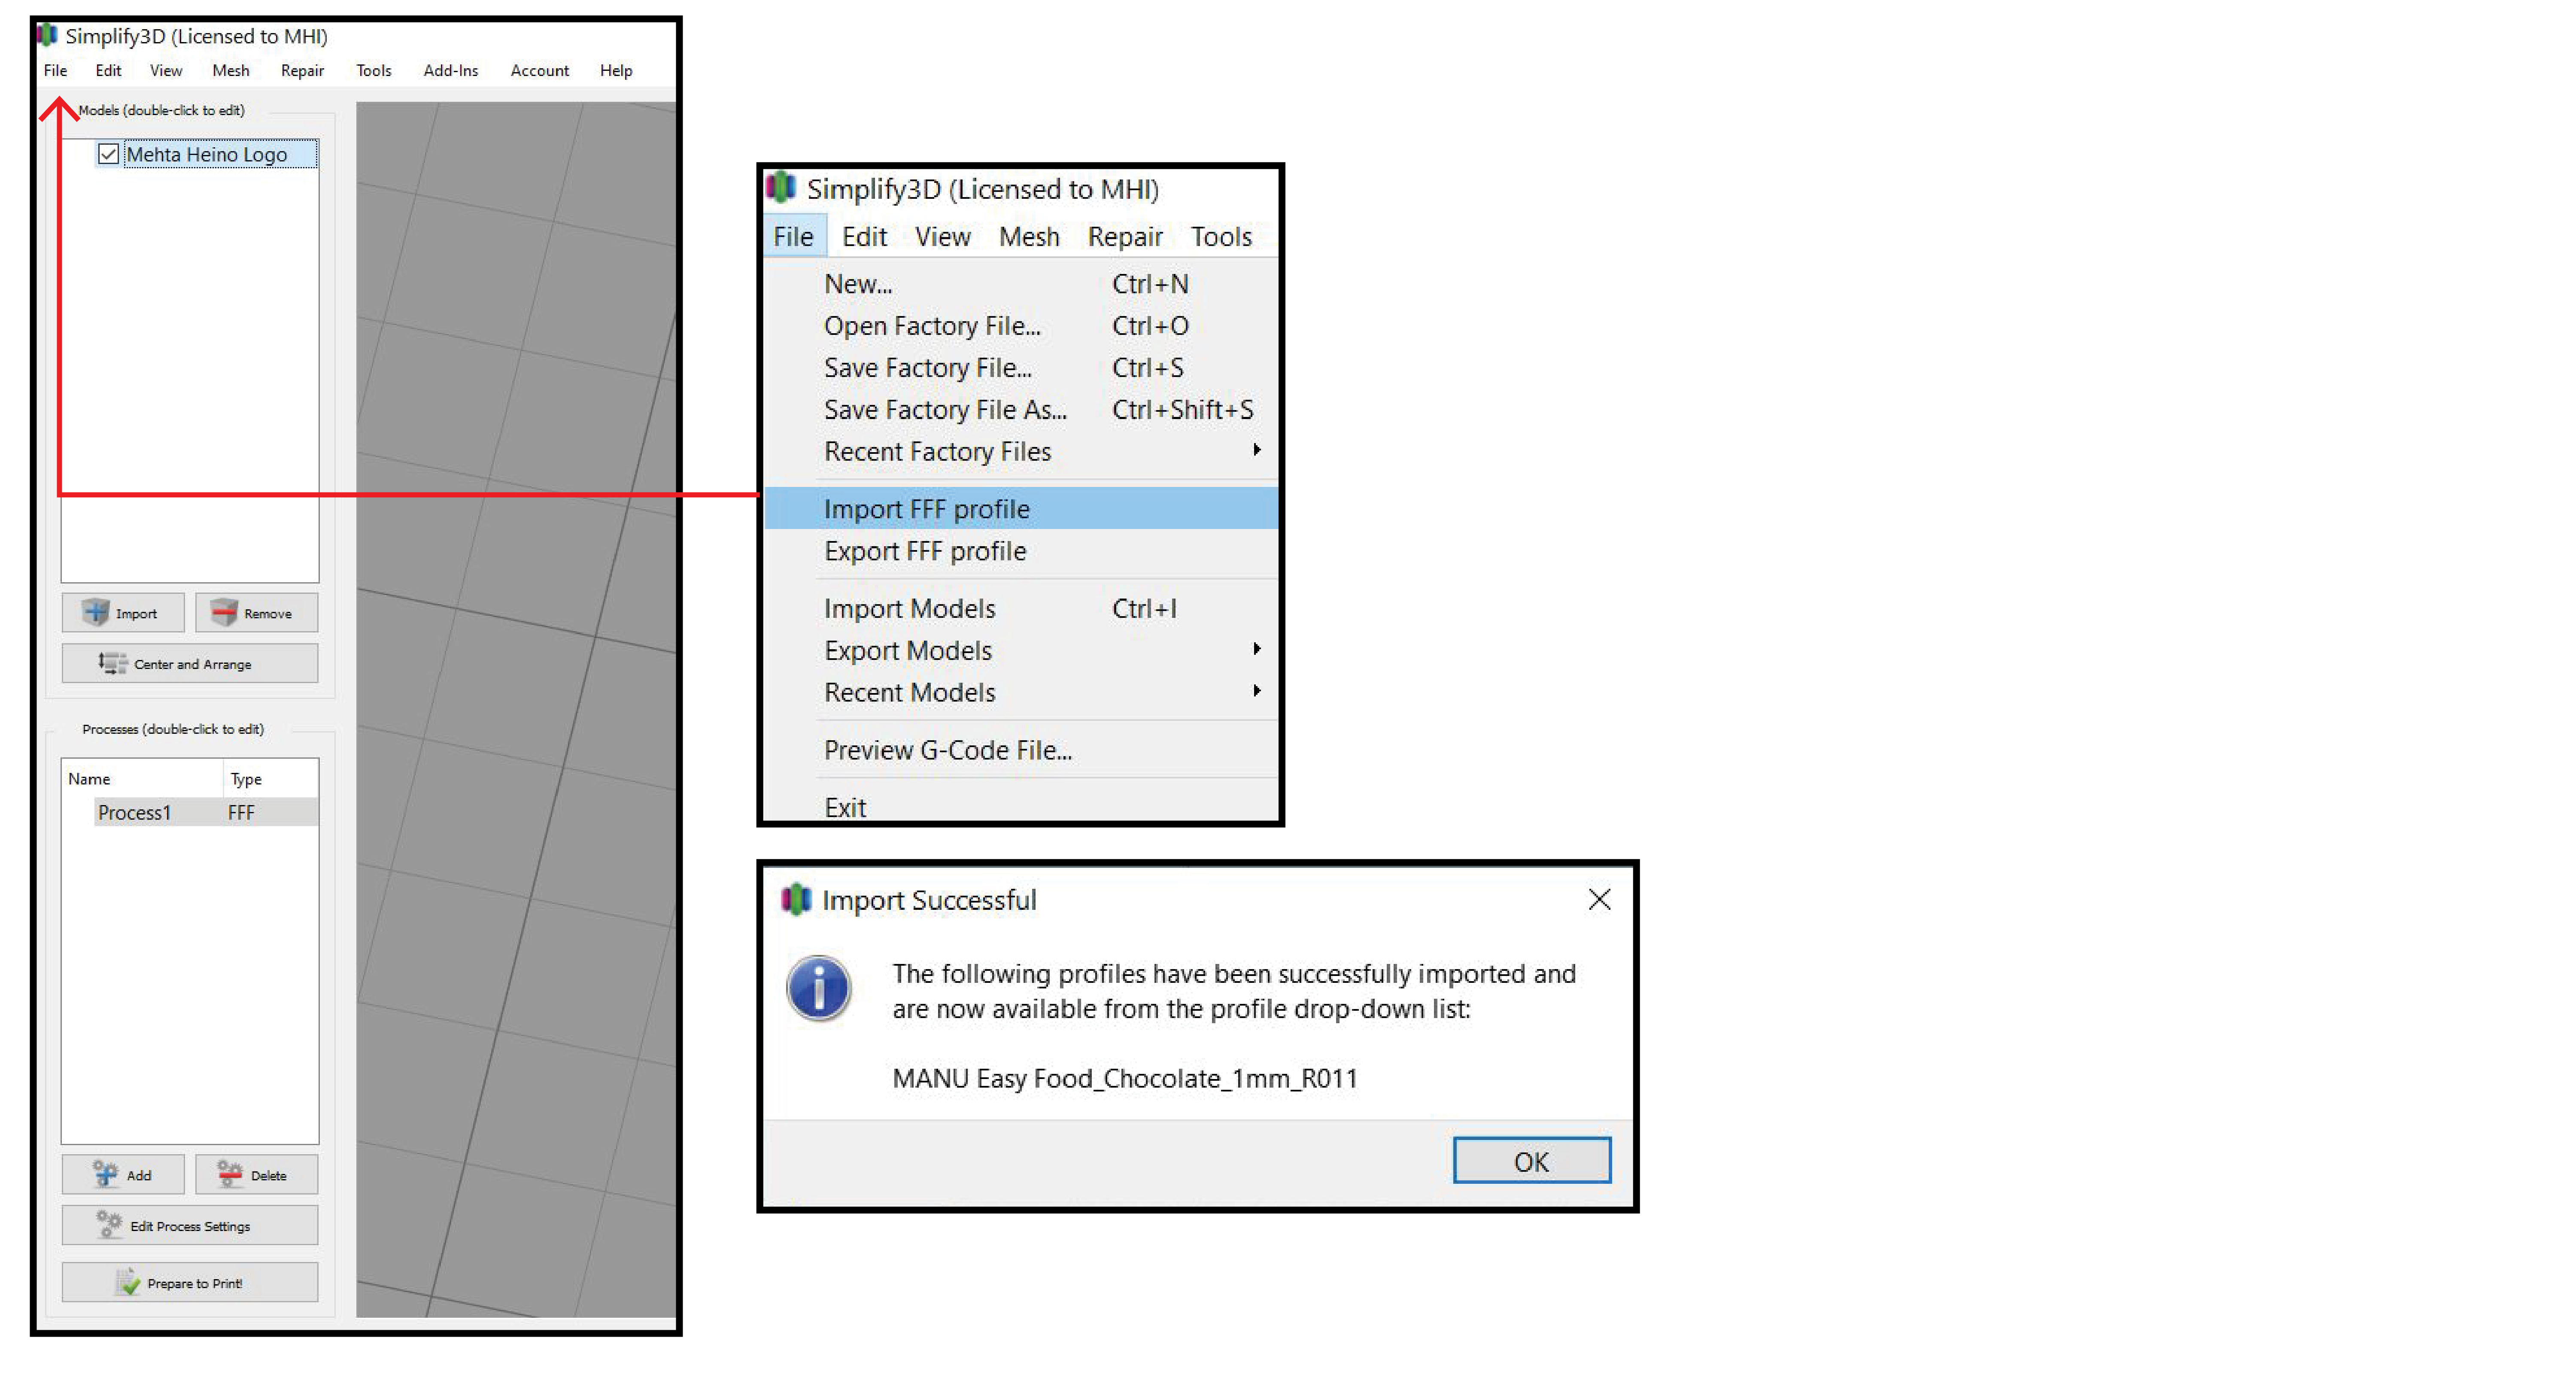 Simplify3D (Licensed to MHI)
File Edit View Mesh Repair Tools Add-Ins Account Help
Models (double-click to edit)
Mehta Heino Logo
Import Remove
Center and Arrange
Processes (double-click to edit)
Name Type
Process1 FFF
Add Delete
Edit Process Settings
Prepare to Print!
Simplify3D (Licensed to MHI)
File Edit View Mesh Repair Tools
New... Ctrl+N
Open Factory File... Ctrl+O
Save Factory File... Ctrl+S
Save Factory File As... Ctrl+Shift+S
Recent Factory Files
Import FFF profile
Export FFF profile
Import Models Ctrl+I
Export Models
Recent Models
Preview G-Code File...
Exit
Import Successful
The following profiles have been successfully imported and
are now available from the profile drop-down list:
MANU Easy Food_Chocolate_1mm_R011
OK